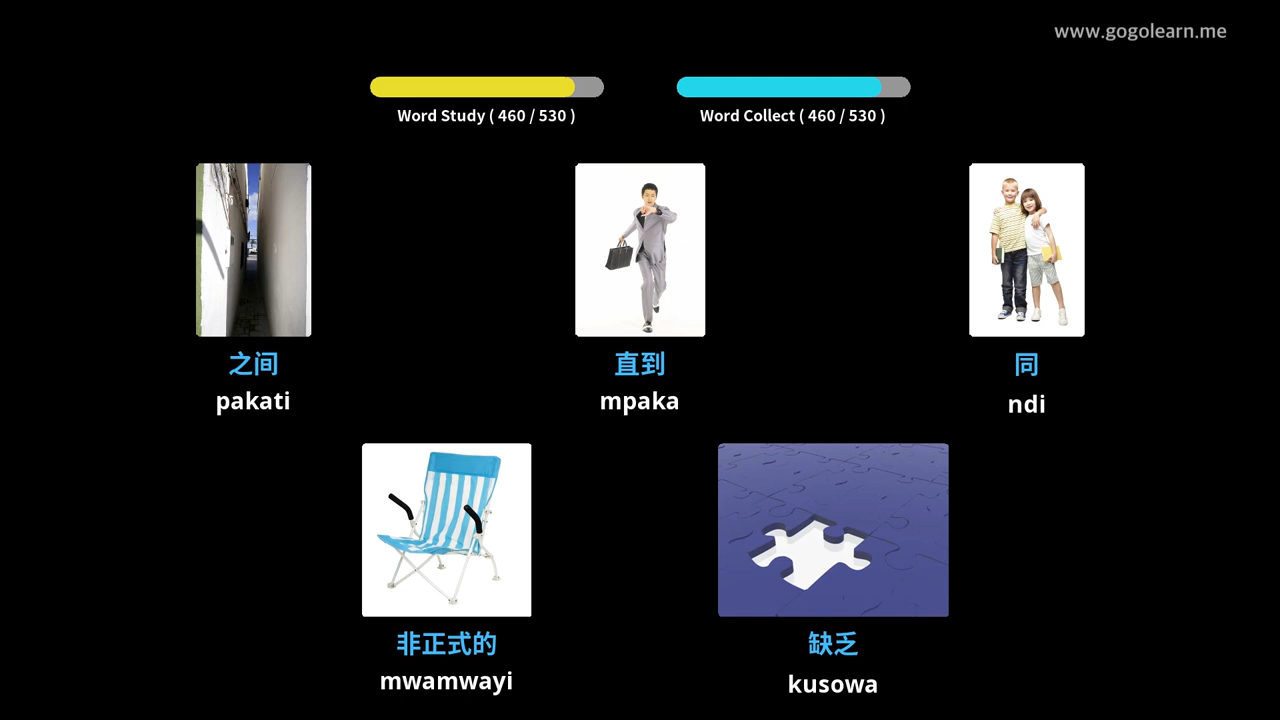 www.gogolearn.me
Word Study ( 460 / 530 )
Word Collect ( 460 / 530 )
之间
pakati
直到
mpaka
同
ndi
非正式的
mwamwayi
缺乏
kusowa